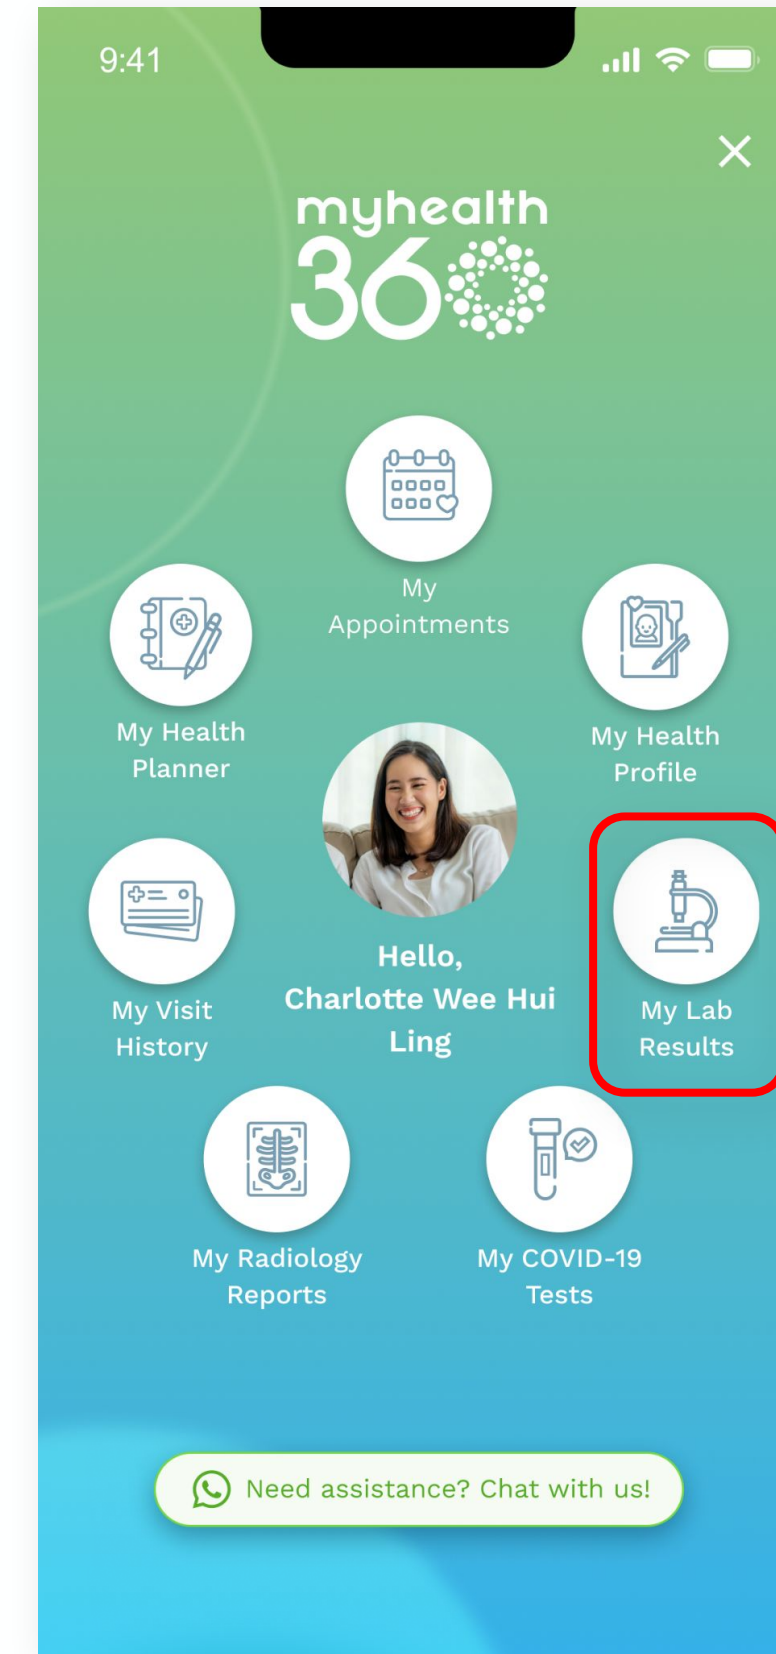 9:41
myhealth
360
My
Appointments
My Health
Planner
My Health
Profile
Hello,
Charlotte Wee Hui
Ling
My Visit
History
My Lab
Results
My Radiology
Reports
My COVID-19
Tests
Need assistance? Chat with us!